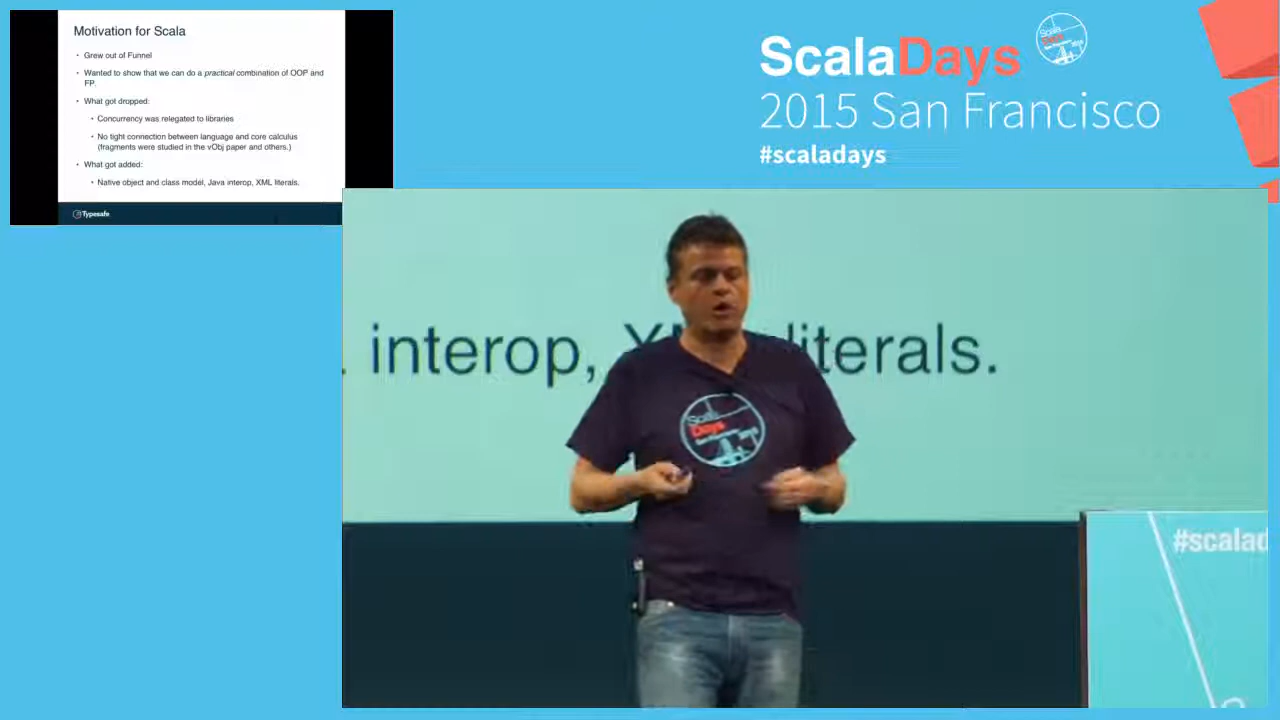 Motivation for Scala
• Grew out of Funnel
• Wanted to show that we can do a practical combination of OOP and
FP.
• What got dropped:
• Concurrency was relegated to libraries
• No tight connection between language and core calculus
(fragments were studied in the νObj paper and others.)
• What got added:
• Native object and class model, Java interop, XML literals.
Typesafe
ScalaDays
2015 San Francisco
#scaladays
interop, literals.
Scala
Days
#scalad